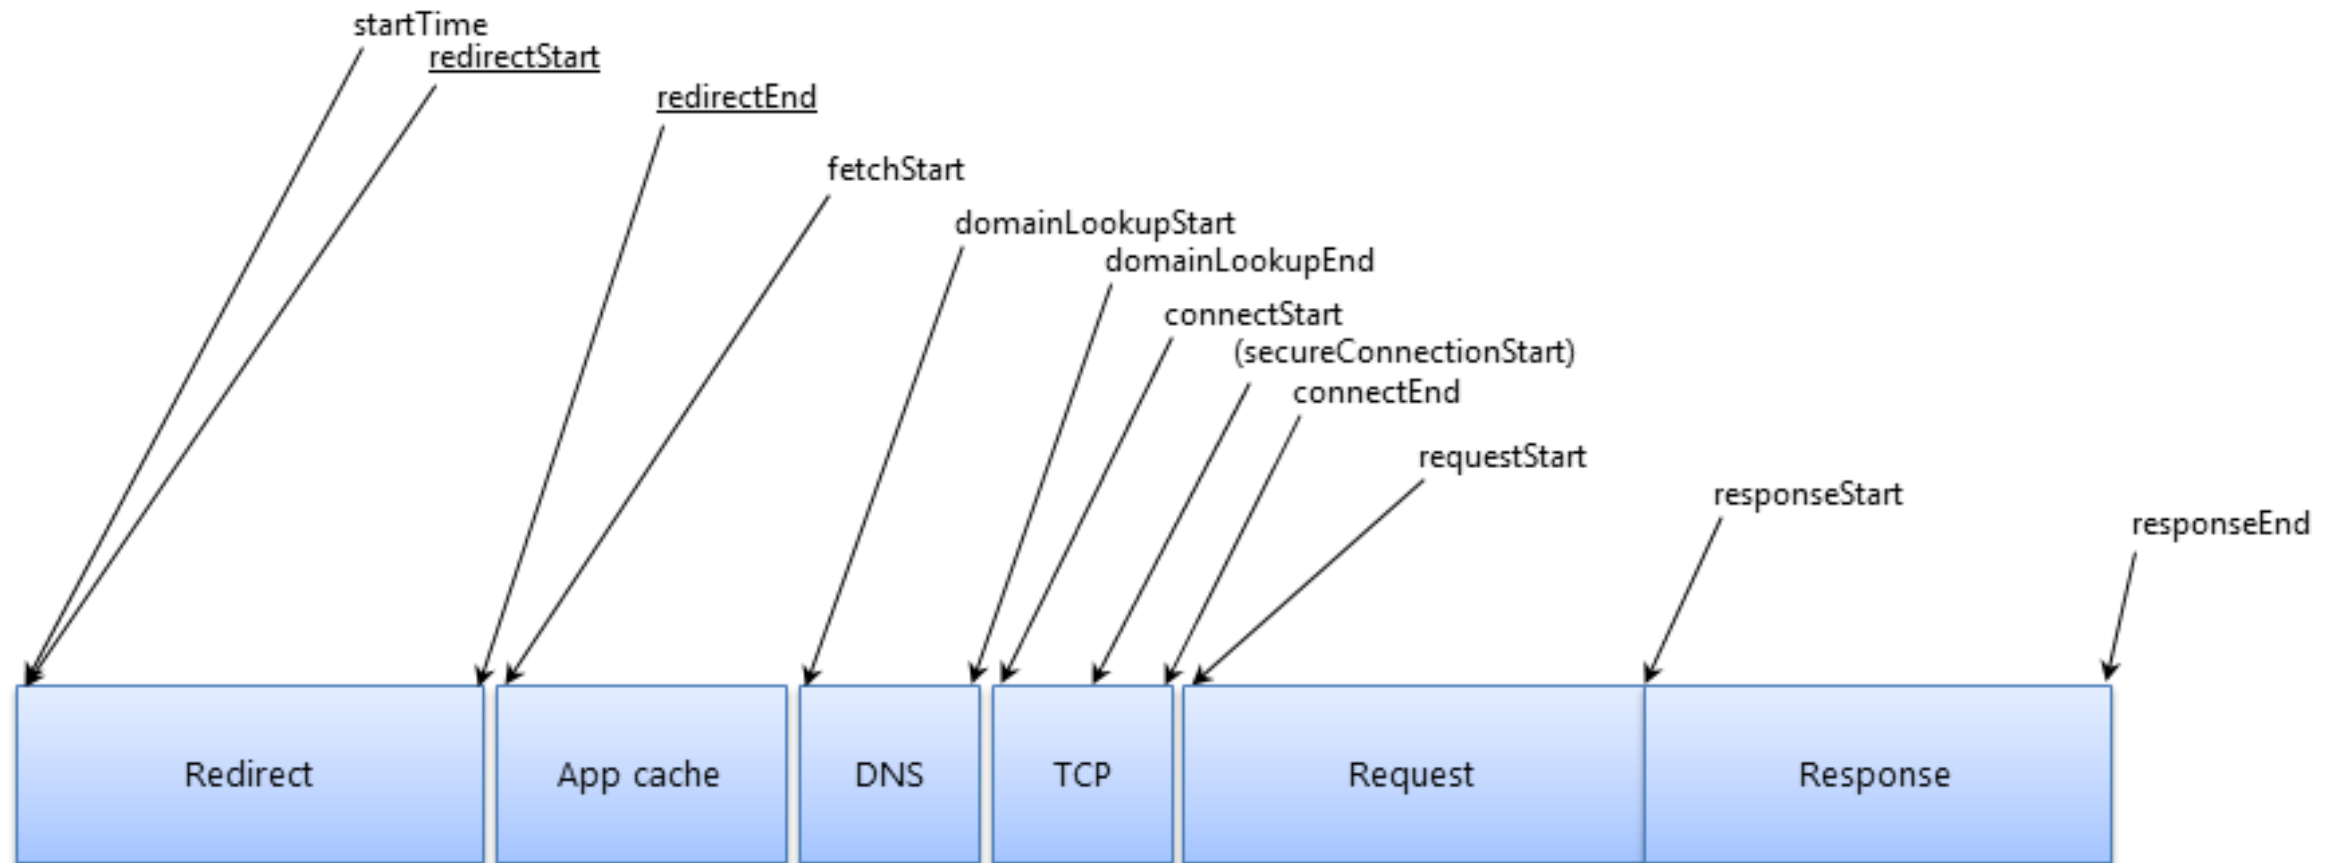 startTime
redirectStart
redirectEnd
fetchStart
domainLookupStart
domainLookupEnd
connectStart
(secureConnectionStart)
connectEnd
requestStart
responseStart
responseEnd
Redirect
App cache
DNS
TCP
Request
Response